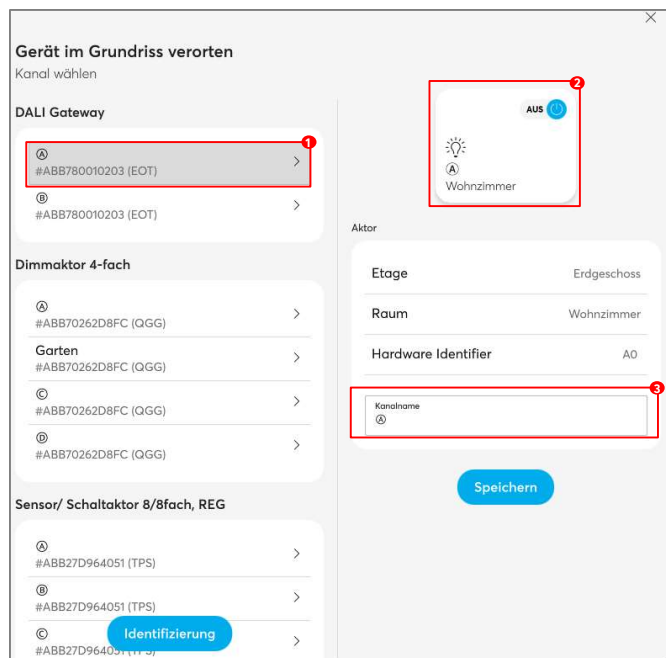 Gerät im Grundriss verorten
Kanal wählen
DALI Gateway
Ⓐ
#ABB780010203 (EOT)
Ⓑ
#ABB780010203 (EOT)
Dimmaktor 4-fach
Ⓐ
#ABB70262D8FC (QGG)
Garten
#ABB70262D8FC (QGG)
Ⓒ
#ABB70262D8FC (QGG)
Ⓓ
#ABB70262D8FC (QGG)
Sensor/ Schaltaktor 8/8fach, REG
Ⓐ
#ABB27D964051 (TPS)
Ⓑ
#ABB27D964051 (TPS)
Ⓒ
Identifizierung
1
2
AUS
Ⓐ
Wohnzimmer
Aktor
Etage Erdgeschoss
Raum Wohnzimmer
Hardware Identifier A0
3
Kanalname
Ⓐ
Speichern